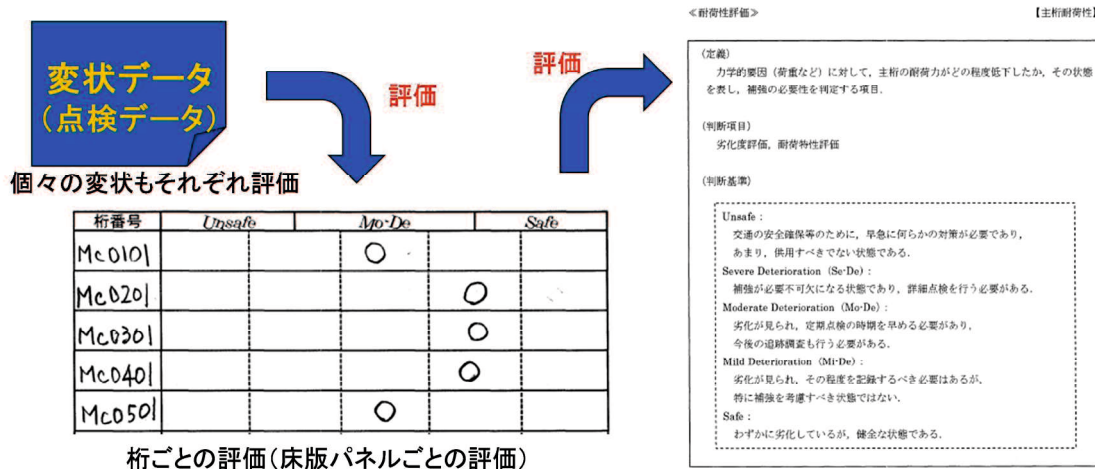 変状データ
(点検データ)
評価
評価
個々の変状もそれぞれ評価
桁番号 Unsafe Mo-De Safe
Mc0101
Mc0201
Mc0301
Mc0401
Mc0501
桁ごとの評価(床版パネルごとの評価)
≪耐荷性評価≫ 【主桁耐荷性】
(定義)
力学的要因(荷重など)に対して，主桁の耐荷力がどの程度低下したか，その状態
を表し，補強の必要性を判定する項目．
(判断項目)
劣化度評価，耐荷特性評価
(判断基準)
Unsafe：
交通の安全確保等のために，早急に何らかの対策が必要であり，
あまり，供用すべきでない状態である．
Severe Deterioration (Se-De)：
補強が必要不可欠になる状態であり，詳細点検を行う必要がある．
Moderate Deterioration (Mo-De)：
劣化が見られ，定期点検の時期を早める必要があり，
今後の追跡調査も行う必要がある．
Mild Deterioration (Mi-De)：
劣化が見られ，その程度を記録するべき必要はあるが，
特に補強を考慮すべき状態ではない．
Safe：
わずかに劣化しているが，健全な状態である．